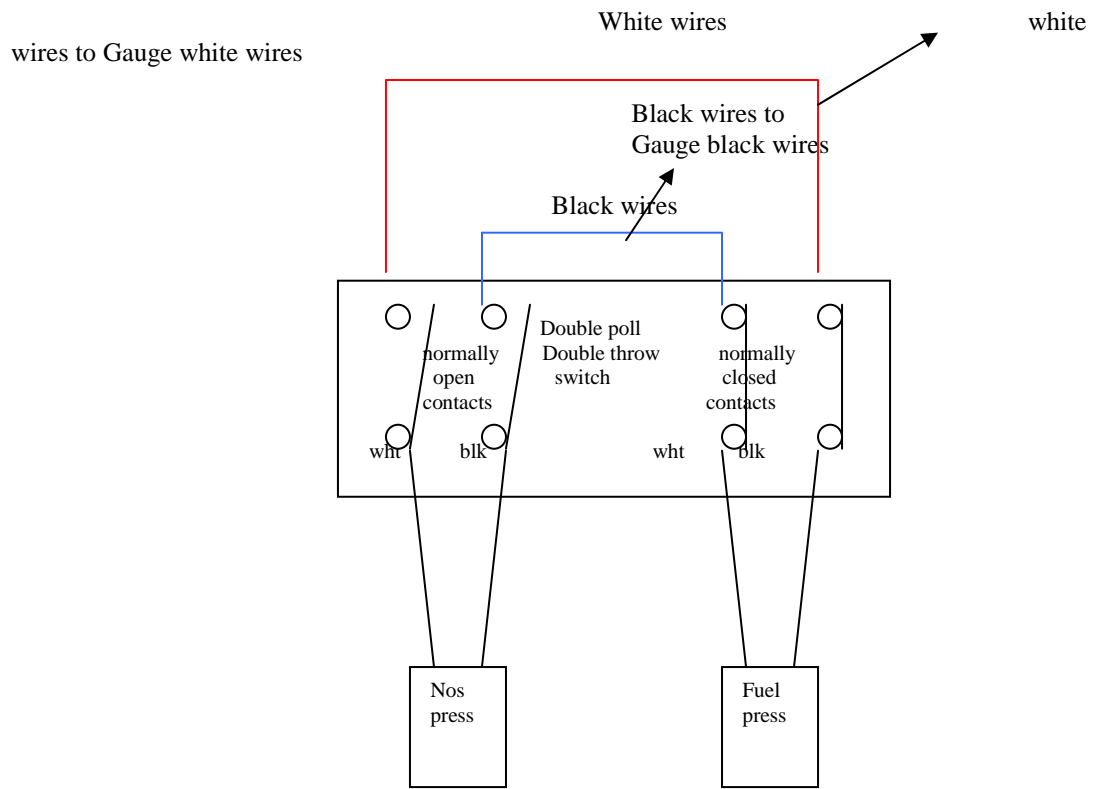 White wires white
wires to Gauge white wires
Black wires to
Gauge black wires
Black wires
Double poll
Double throw
switch
normally
open
contacts
normally
closed
contacts
wht blk wht blk
Nos
press
Fuel
press